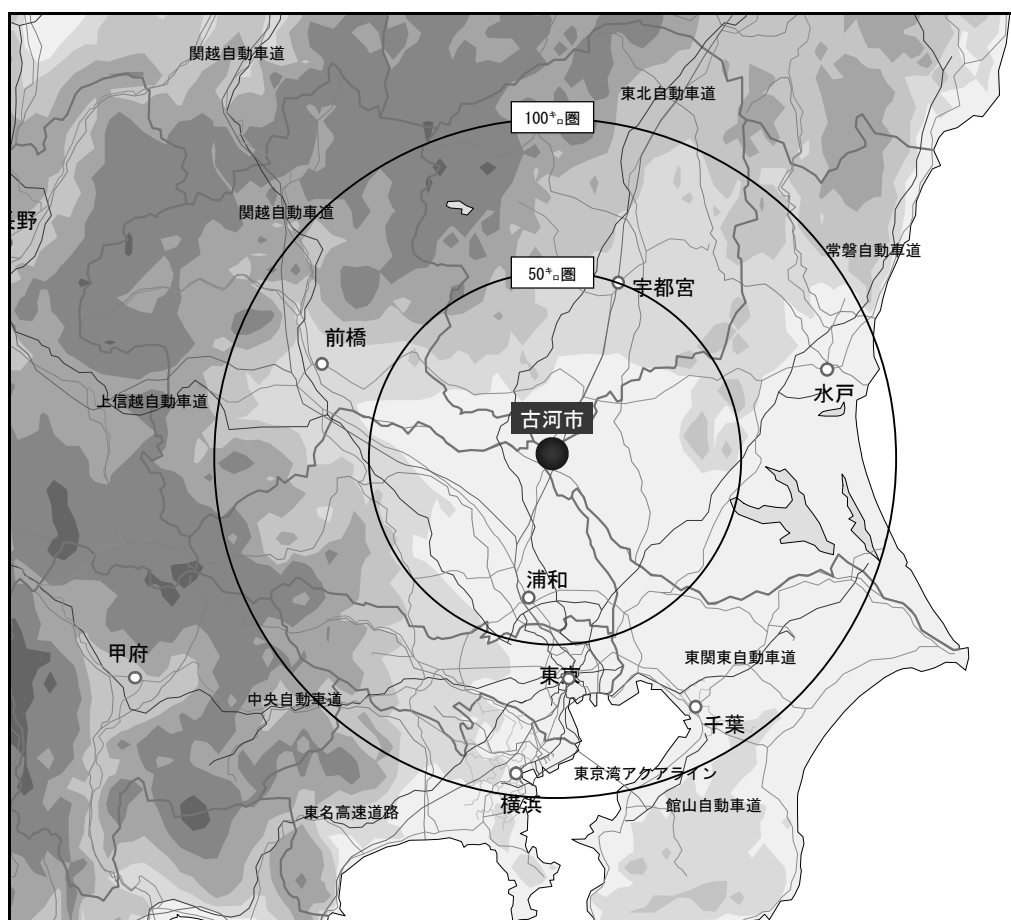 関越自動車道
東北自動車道
100㌔圏
関越自動車道
長野
常磐自動車道
50㌔圏
宇都宮
前橋
水戸
上信越自動車道
古河市
浦和
甲府
東関東自動車道
東京
中央自動車道
千葉
東京湾アクアライン
横浜
館山自動車道
東名高速道路